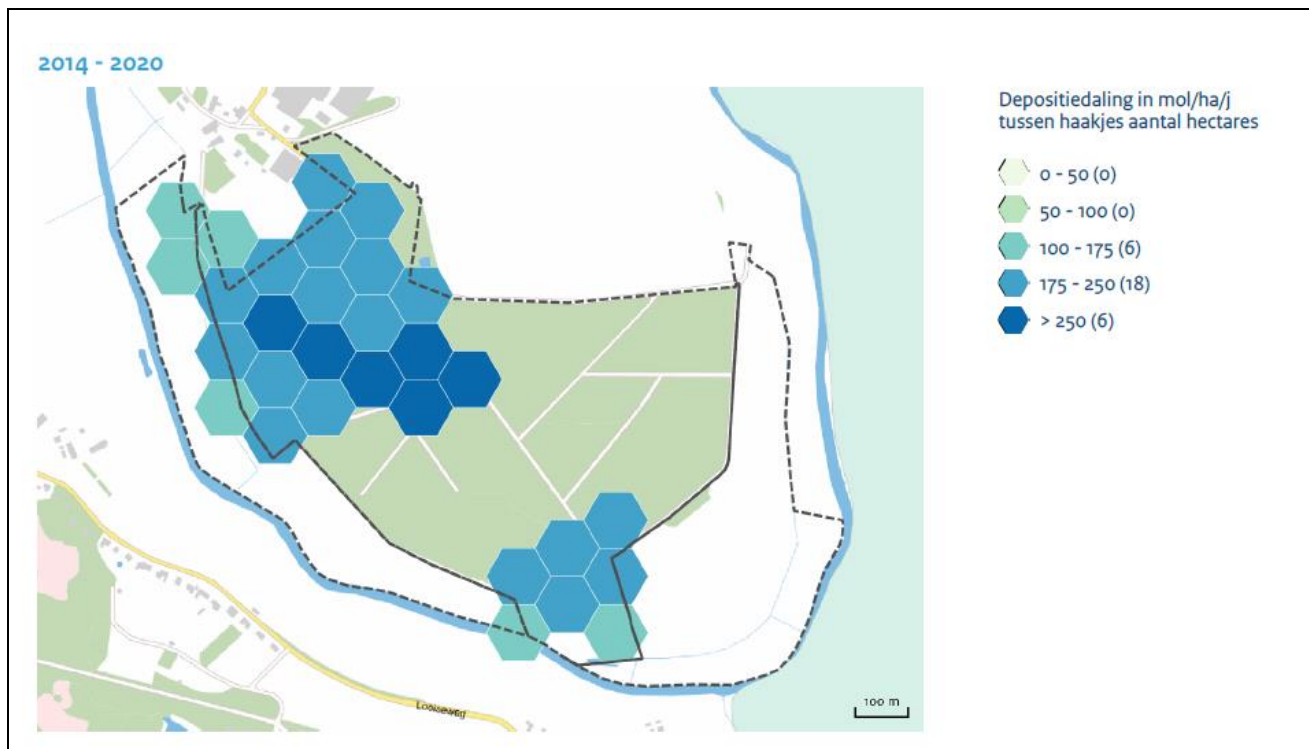 2014 - 2020
Depositiedaling in mol/ha/j
tussen haakjes aantal hectares
0 - 50 (0)
50 - 100 (0)
100 - 175 (6)
175 - 250 (18)
> 250 (6)
Looiseweg
100 m